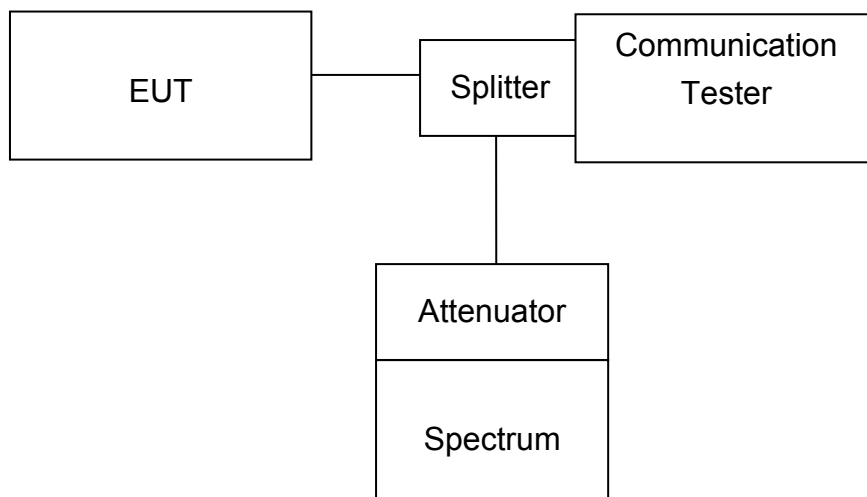 EUT
Splitter
Communication
Tester
Attenuator
Spectrum